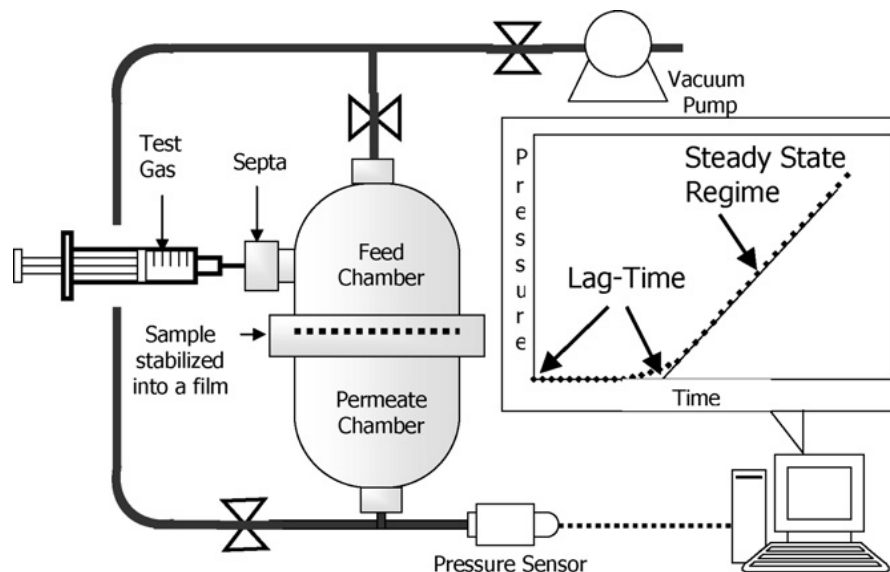 Vacuum
Pump
Test
Gas
Septa
Feed
Chamber
Sample
stabilized
into a film
Permeate
Chamber
Pressure Sensor
Pressure
Steady State
Regime
Lag-Time
Time